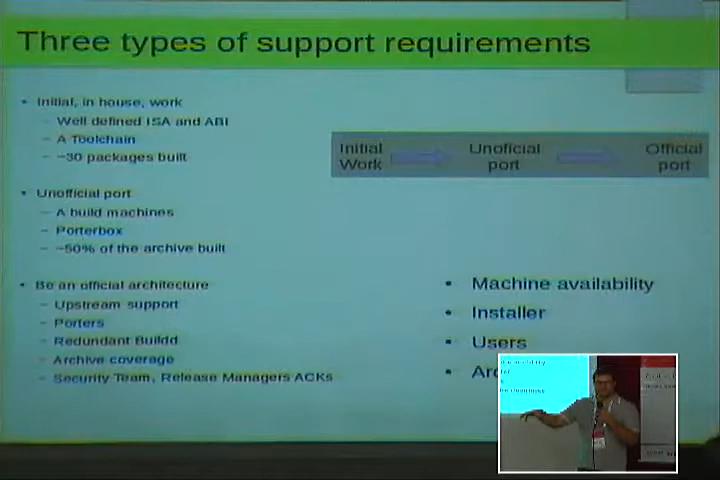 Three types of support requirements
• Initial, in house, work
– Well defined ISA and ABI
– A Toolchain
– ~30 packages built
• Unofficial port
– A build machines
– Porterbox
– ~50% of the archive built
• Be an official architecture
– Upstream support
– Porters
– Redundant Buildd
– Archive coverage
– Security Team, Release Managers ACKs
Initial Work
Unofficial port
Official port
• Machine availability
• Installer
• Users